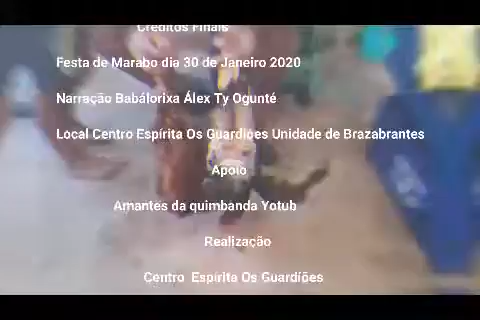 Créditos Finais
Festa de Marabo dia 30 de Janeiro 2020
Narração Babálorixa Álex Ty Ogunté
Local Centro Espírita Os Guardiões Unidade de Brazabrantes
Apoio
Amantes da quimbanda Yotub
Realização
Centro Espírita Os Guardiões